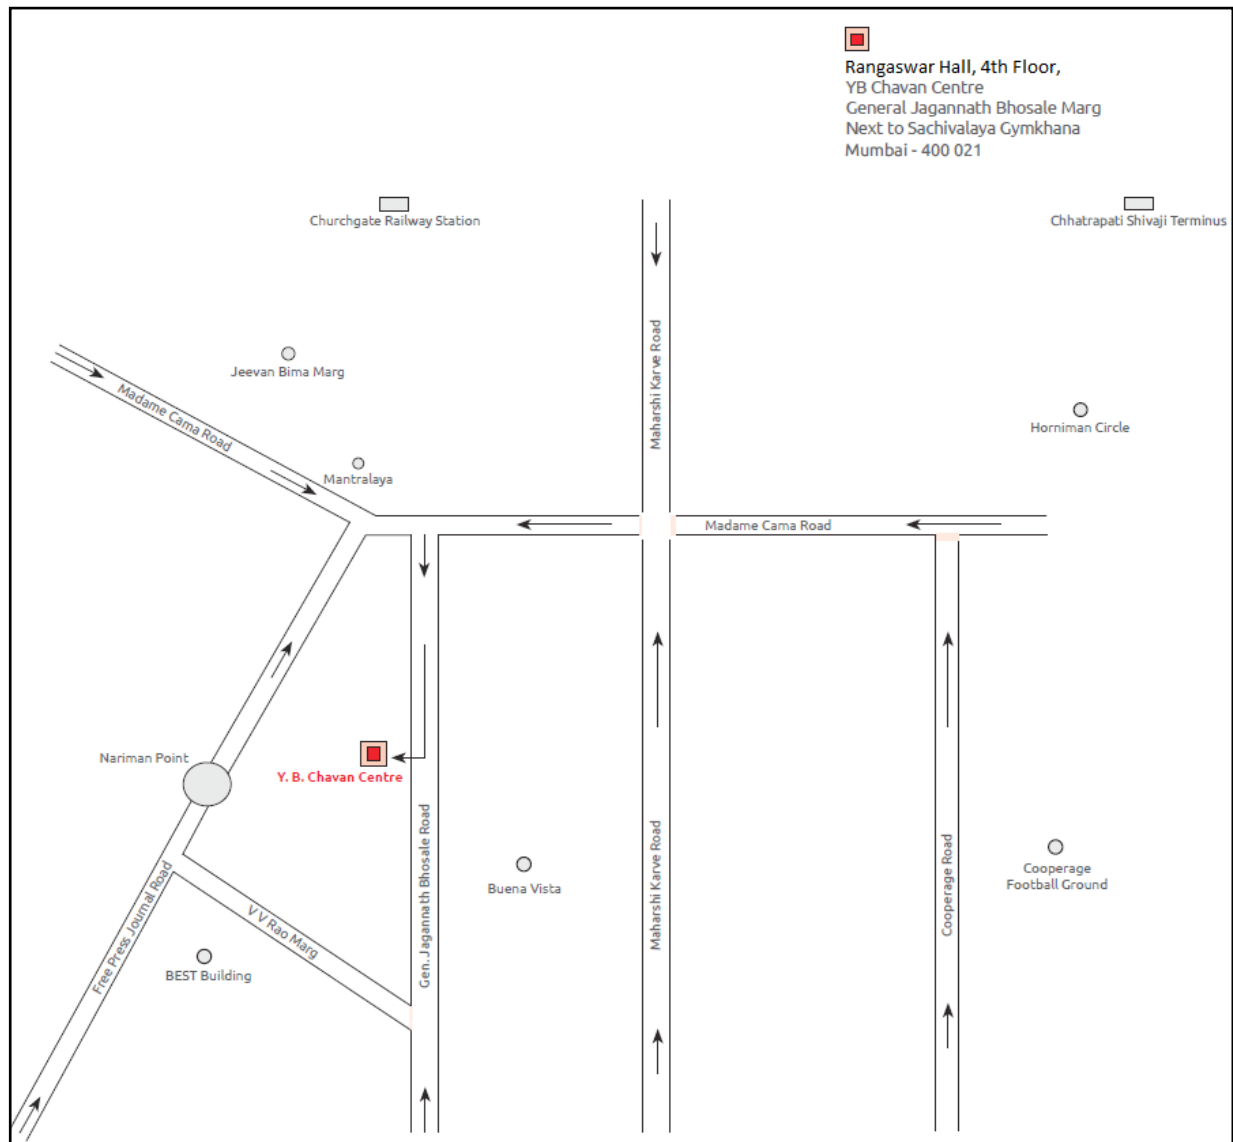 Rangaswar Hall, 4th Floor,
YB Chavan Centre
General Jagannath Bhosale Marg
Next to Sachivalaya Gymkhana
Mumbai - 400 021
Churchgate Railway Station
Chhatrapati Shivaji Terminus
Maharshi Karve Road
Jeevan Bima Marg
Madame Cama Road
Horniman Circle
Mantralaya
Madame Cama Road
Nariman Point
Y. B. Chavan Centre
Gen. Jagannath Bhosale Road
Buena Vista
Maharshi Karve Road
Cooperage Road
Cooperage
Football Ground
Free Press Journal Road
V V Rao Marg
BEST Building